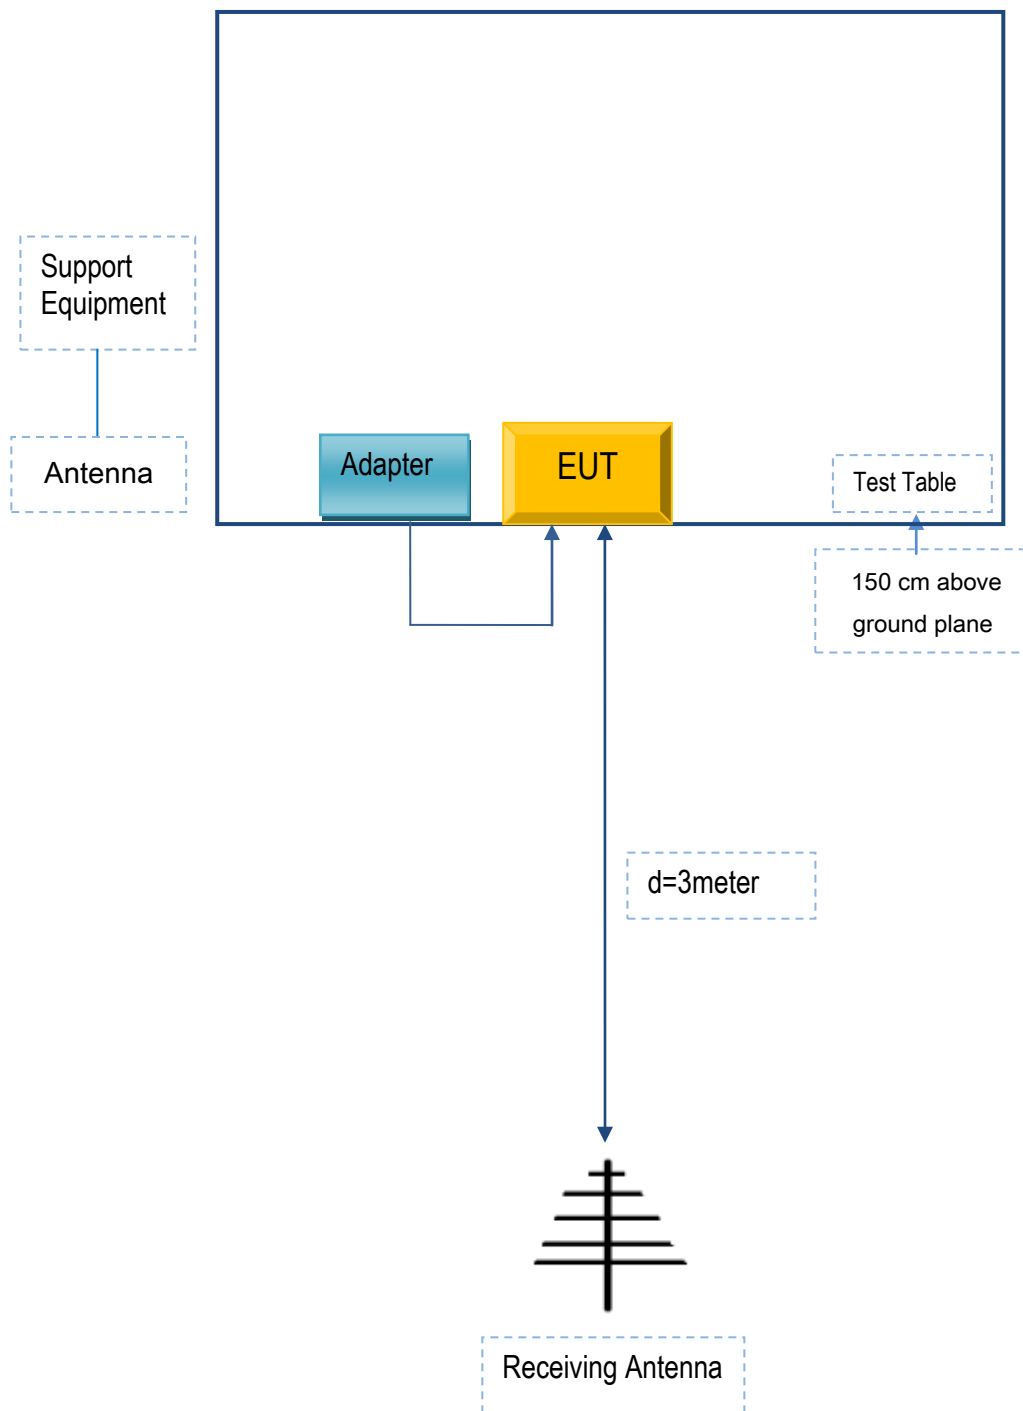 Support
Equipment
Antenna
Adapter
EUT
Test Table
150 cm above
ground plane
d=3meter
Receiving Antenna